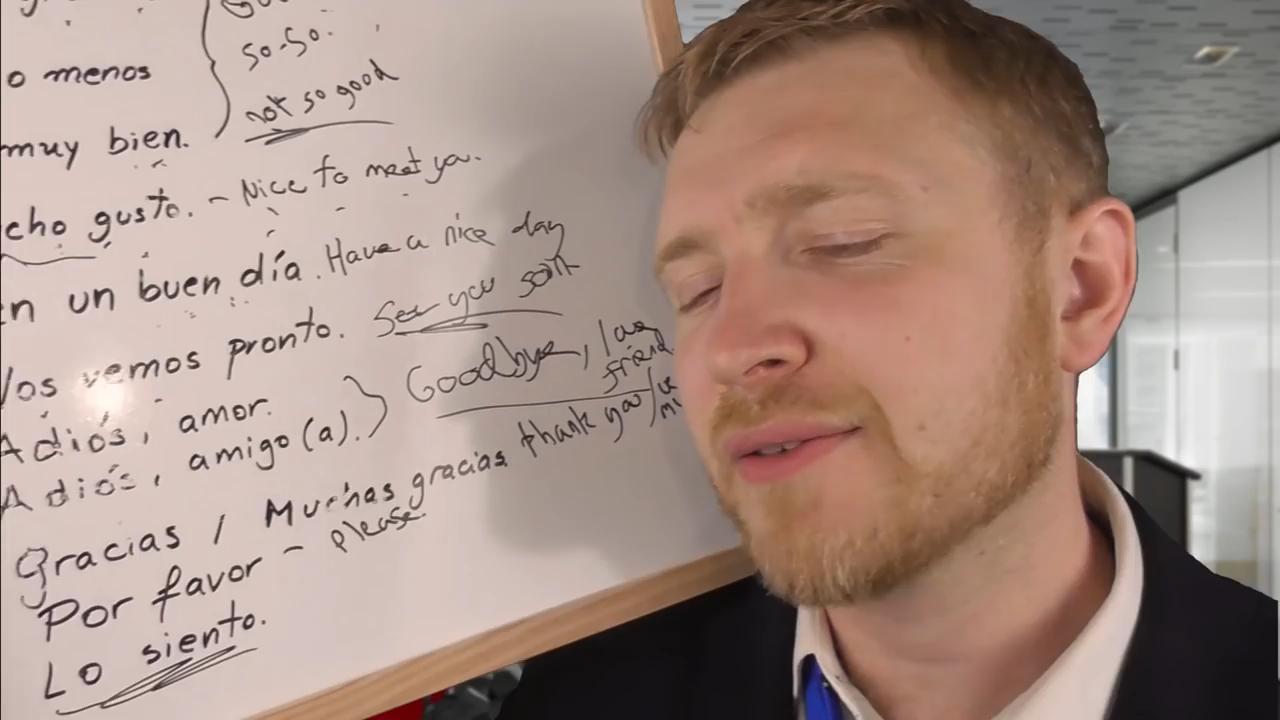 so-so.
o menos
not so good
muy bien.
cho gusto. - Nice to meet you.
en un buen día. Have a nice day
Nos vemos pronto. See you soon
Adiós, amor.
Goodbye,
friend
Adiós, amigo(a).
Gracias / Muchas gracias thank you/
Por favor - please.
Lo siento.